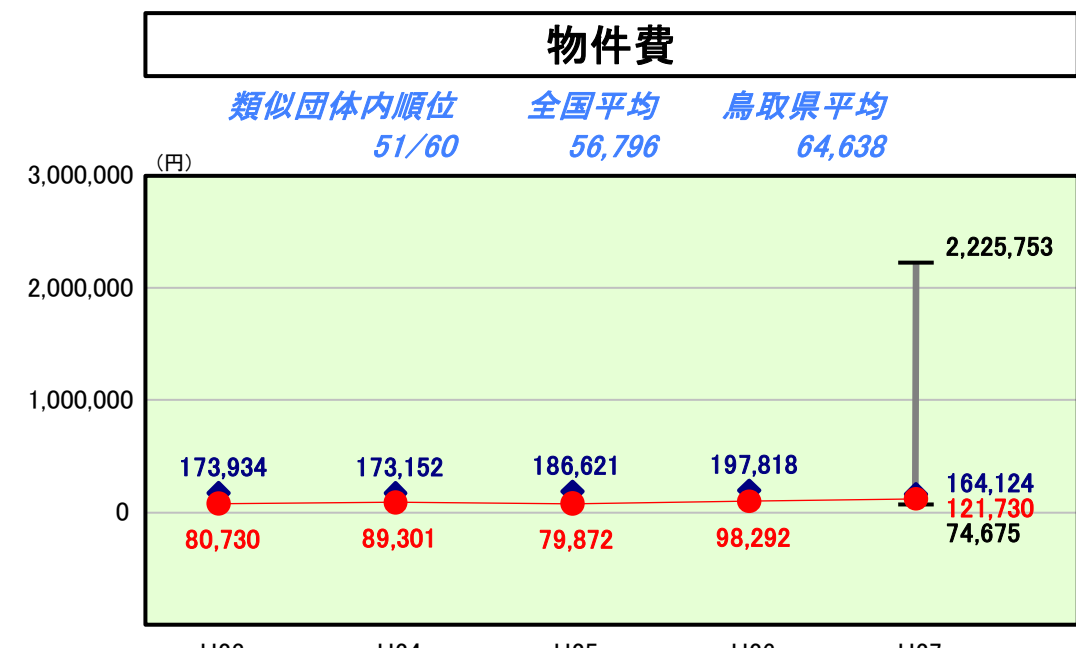 物件費
類似団体内順位 全国平均 鳥取県平均
51/60 56,796 64,638
(円)
3,000,000
2,225,753
2,000,000
1,000,000
173,934 173,152 186,621 197,818 164,124
0 121,730
80,730 89,301 79,872 98,292 74,675